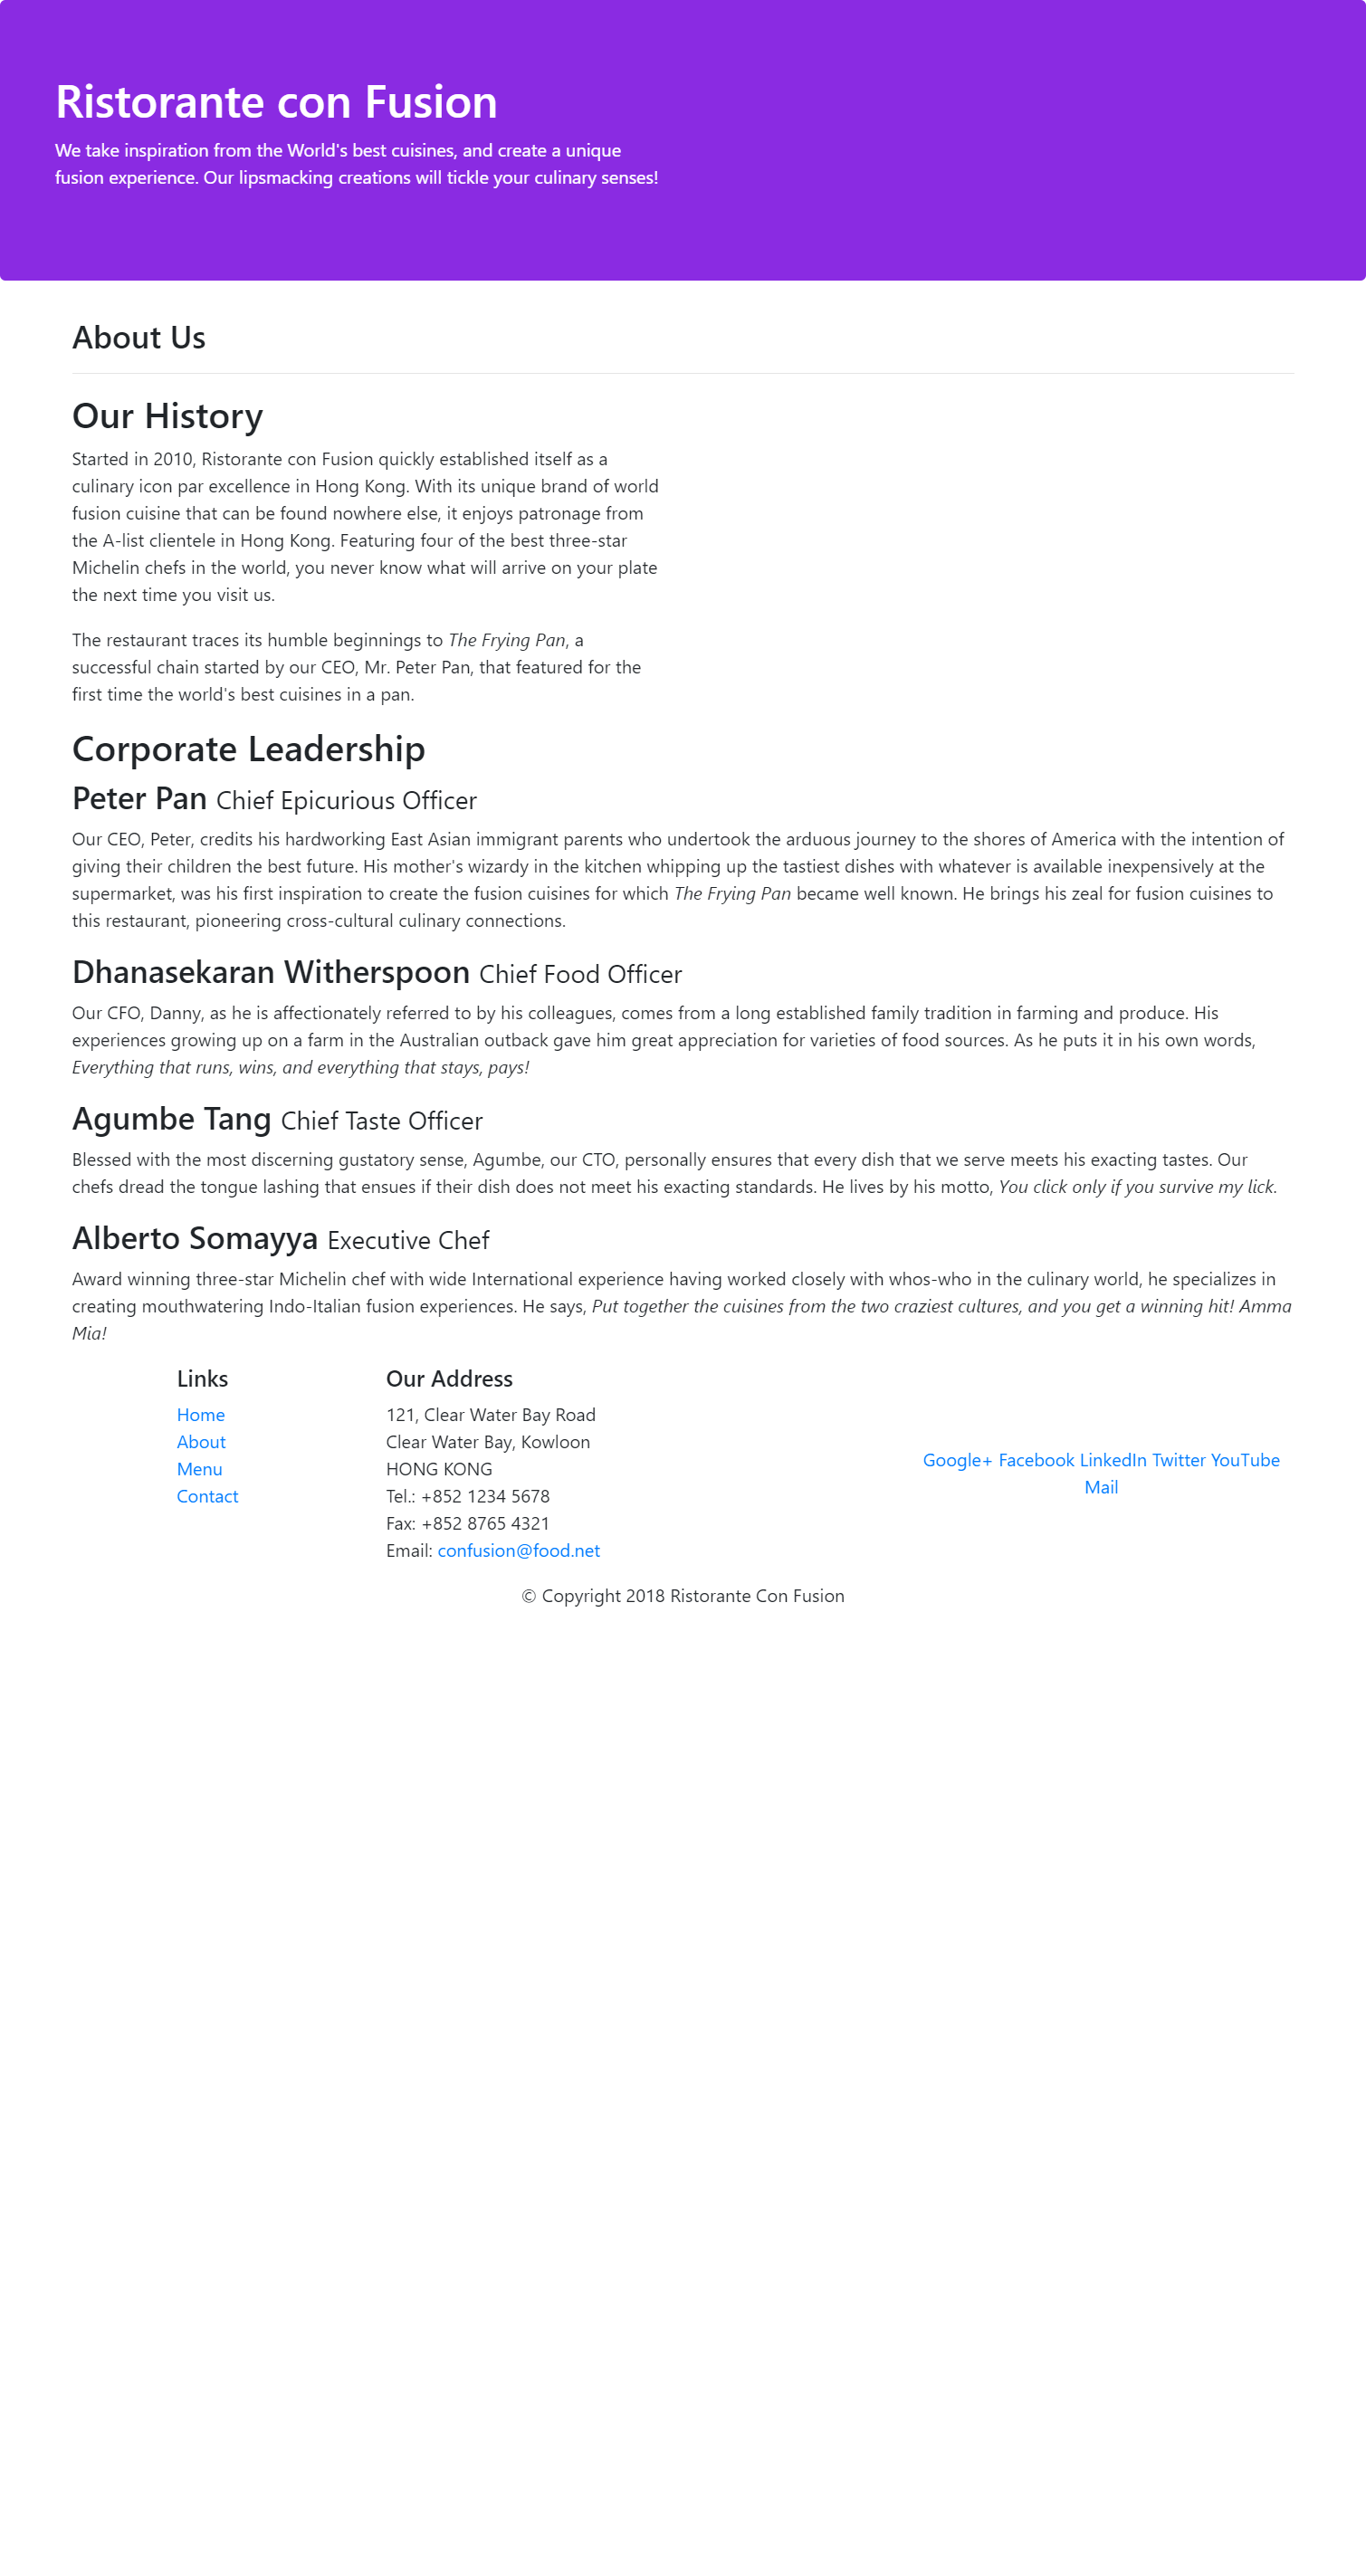 Ristorante con Fusion
We take inspiration from the World's best cuisines, and create a unique
fusion experience. Our lipsmacking creations will tickle your culinary senses!
About Us
Our History
Started in 2010, Ristorante con Fusion quickly established itself as a
culinary icon par excellence in Hong Kong. With its unique brand of world
fusion cuisine that can be found nowhere else, it enjoys patronage from
the A-list clientele in Hong Kong. Featuring four of the best three-star
Michelin chefs in the world, you never know what will arrive on your plate
the next time you visit us.
The restaurant traces its humble beginnings to The Frying Pan, a
successful chain started by our CEO, Mr. Peter Pan, that featured for the
first time the world's best cuisines in a pan.
Corporate Leadership
Peter Pan Chief Epicurious Officer
Our CEO, Peter, credits his hardworking East Asian immigrant parents who undertook the arduous journey to the shores of America with the intention of
giving their children the best future. His mother's wizardy in the kitchen whipping up the tastiest dishes with whatever is available inexpensively at the
supermarket, was his first inspiration to create the fusion cuisines for which The Frying Pan became well known. He brings his zeal for fusion cuisines to
this restaurant, pioneering cross-cultural culinary connections.
Dhanasekaran Witherspoon Chief Food Officer
Our CFO, Danny, as he is affectionately referred to by his colleagues, comes from a long established family tradition in farming and produce. His
experiences growing up on a farm in the Australian outback gave him great appreciation for varieties of food sources. As he puts it in his own words,
Everything that runs, wins, and everything that stays, pays!
Agumbe Tang Chief Taste Officer
Blessed with the most discerning gustatory sense, Agumbe, our CTO, personally ensures that every dish that we serve meets his exacting tastes. Our
chefs dread the tongue lashing that ensues if their dish does not meet his exacting standards. He lives by his motto, You click only if you survive my lick.
Alberto Somayya Executive Chef
Award winning three-star Michelin chef with wide International experience having worked closely with whos-who in the culinary world, he specializes in
creating mouthwatering Indo-Italian fusion experiences. He says, Put together the cuisines from the two craziest cultures, and you get a winning hit! Amma
Mia!
Links
Home
About
Menu
Contact
Our Address
121, Clear Water Bay Road
Clear Water Bay, Kowloon
HONG KONG
Tel.: +852 1234 5678
Fax: +852 8765 4321
Email: confusion@food.net
Google+ Facebook LinkedIn Twitter YouTube
Mail
© Copyright 2018 Ristorante Con Fusion